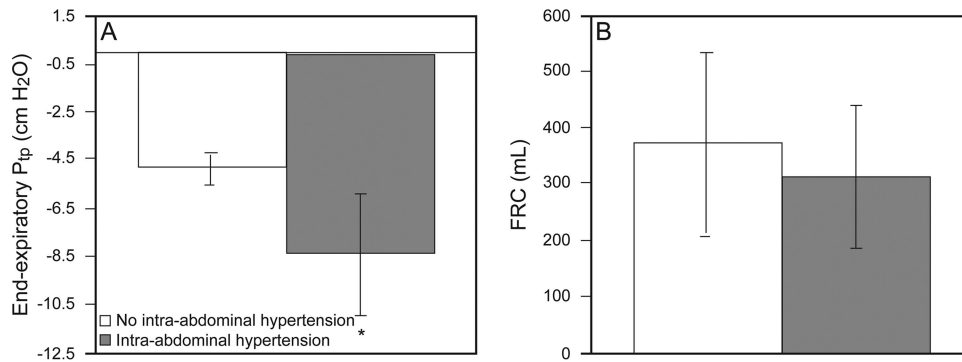 A
End-expiratory Ptp (cm H2O)
1.5
-0.5
-2.5
-4.5
-6.5
-8.5
-10.5
-12.5
No intra-abdominal hypertension
Intra-abdominal hypertension
*
B
FRC (mL)
600
500
400
300
200
100
0